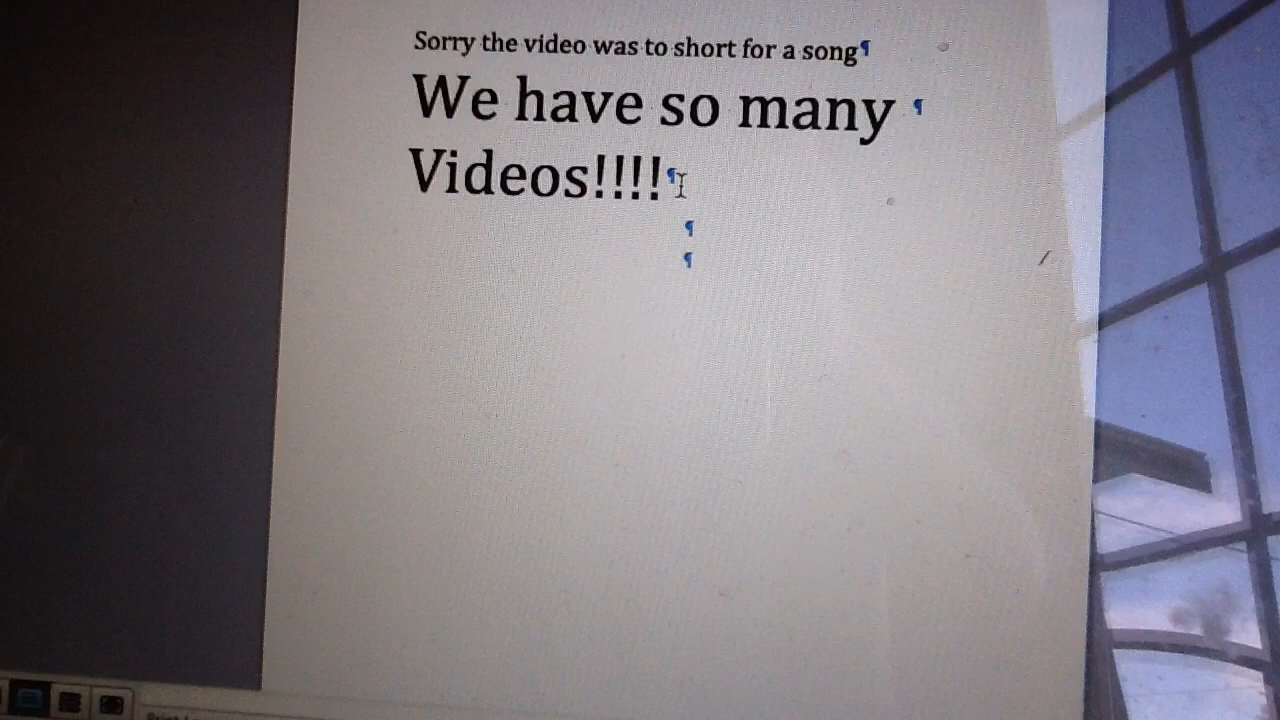 Sorry the video was to short for a song¶
We have so many ¶
Videos!!!!¶
¶
¶